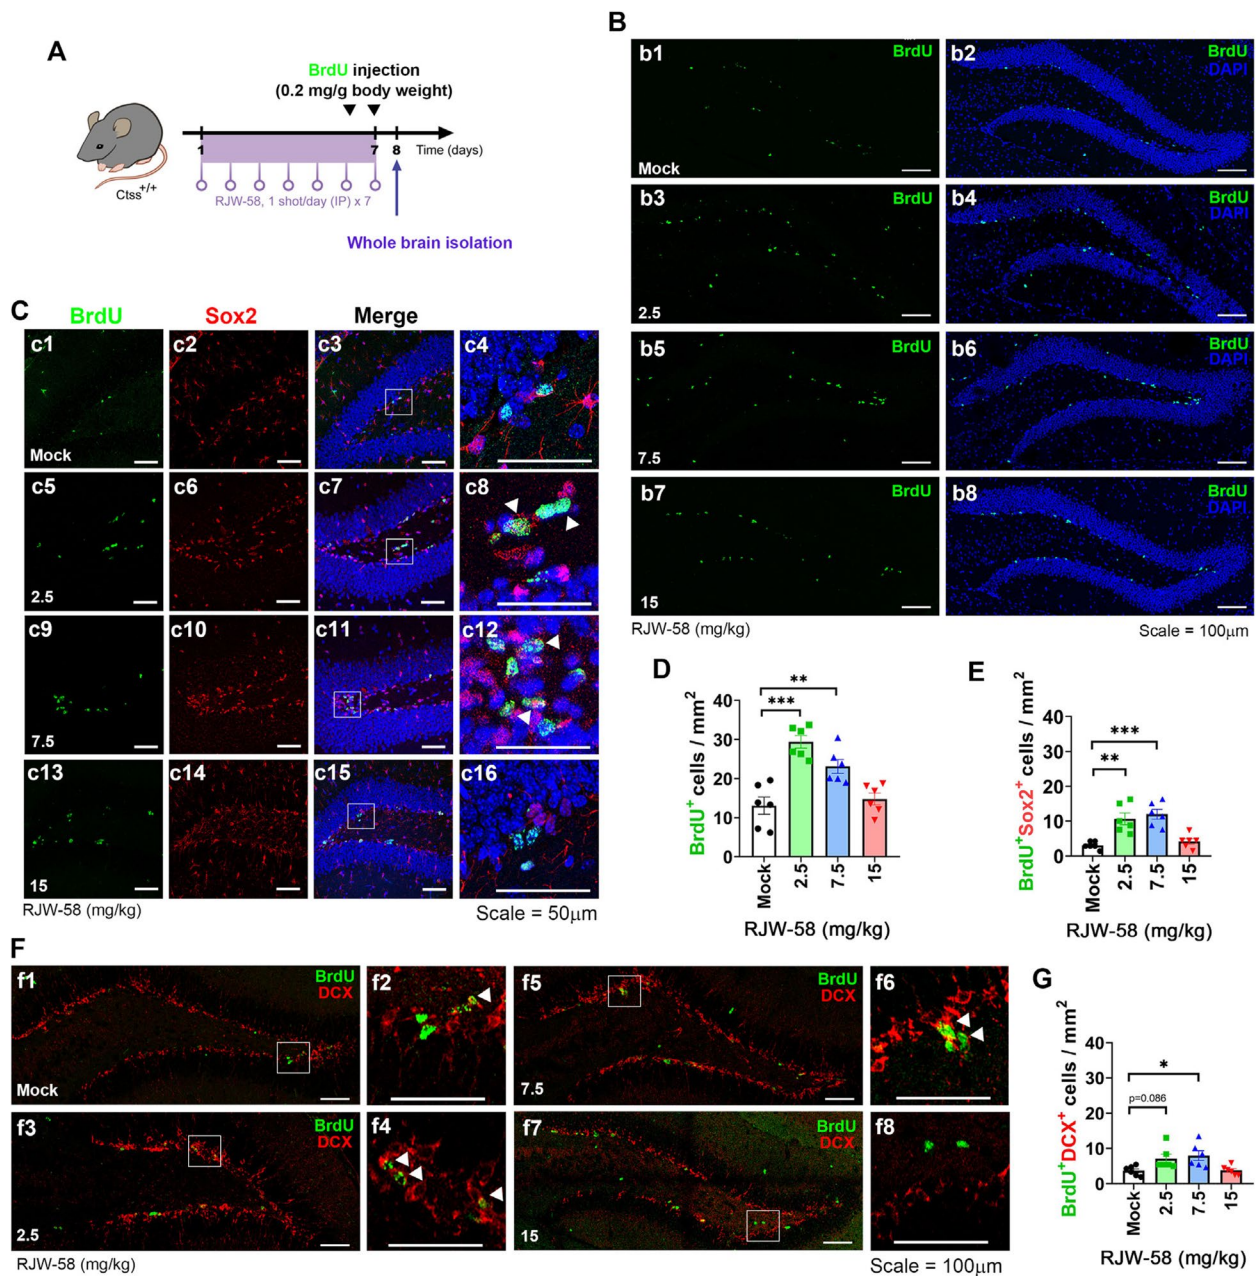 A
BrdU injection
(0.2 mg/g body weight)
1
7
8
Time (days)
Ctss+/+
RJW-58, 1 shot/day (IP) x 7
Whole brain isolation
B
b1
BrdU
Mock
b2
BrdU
DAPI
b3
BrdU
2.5
b4
BrdU
DAPI
b5
BrdU
7.5
b6
BrdU
DAPI
b7
BrdU
15
b8
BrdU
DAPI
RJW-58 (mg/kg)
Scale = 100µm
C
BrdU
Sox2
Merge
c1
Mock
c2
c3
c4
c5
2.5
c6
c7
c8
c9
7.5
c10
c11
c12
c13
15
c14
c15
c16
RJW-58 (mg/kg)
Scale = 50µm
D
BrdU+ cells / mm2
40
30
20
10
0
**
***
Mock
2.5
7.5
15
RJW-58 (mg/kg)
E
BrdU+Sox2+ cells / mm2
40
30
20
10
0
***
**
Mock
2.5
7.5
15
RJW-58 (mg/kg)
F
f1
BrdU
DCX
Mock
f2
f3
BrdU
DCX
2.5
f4
f5
BrdU
DCX
7.5
f6
f7
BrdU
DCX
15
f8
RJW-58 (mg/kg)
Scale = 100µm
G
BrdU+DCX+ cells / mm2
40
30
20
10
0
*
p=0.086
Mock
2.5
7.5
15
RJW-58 (mg/kg)